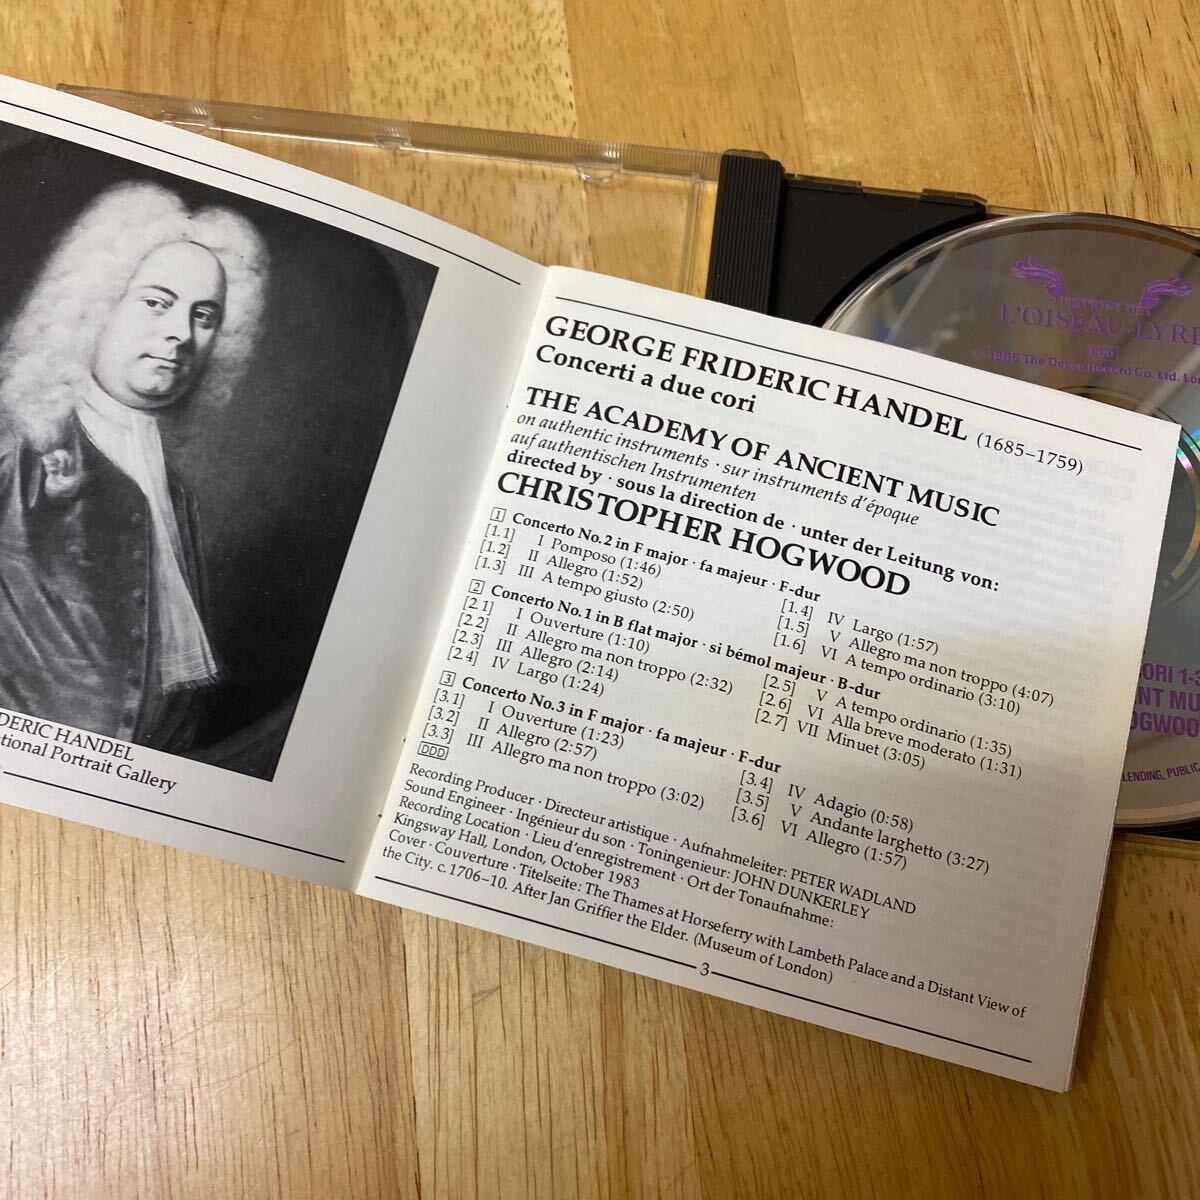 DERIC HANDEL
tional Portrait Gallery
GEORGE FRIDERIC HANDEL (1685–1759)
Concerti a due cori
THE ACADEMY OF ANCIENT MUSIC
on authentic instruments · sur instruments d'époque
auf authentischen Instrumenten
directed by · sous la direction de · unter der Leitung von:
CHRISTOPHER HOGWOOD
1 Concerto No.2 in F major · fa majeur · F-dur
[1.1] I Pomposo (1:46)
[1.2] II Allegro (1:52)
[1.3] III A tempo giusto (2:50)
[1.4] IV Largo (1:57)
[1.5] V Allegro ma non troppo (4:07)
[1.6] VI A tempo ordinario (3:10)
2 Concerto No.1 in B flat major · si bémol majeur · B-dur
[2.1] I Ouverture (1:10)
[2.2] II Allegro ma non troppo (2:32)
[2.3] III Allegro (2:14)
[2.4] IV Largo (1:24)
[2.5] V A tempo ordinario (1:35)
[2.6] VI Alla breve moderato (1:31)
[2.7] VII Minuet (3:05)
3 Concerto No.3 in F major · fa majeur · F-dur
[3.1] I Ouverture (1:23)
[3.2] II Allegro (2:57)
[3.3] III Allegro ma non troppo (3:02)
[3.4] IV Adagio (0:58)
[3.5] V Andante larghetto (3:27)
[3.6] VI Allegro (1:57)
DDD
Recording Producer · Directeur artistique · Aufnahmeleiter: PETER WADLAND
Sound Engineer · Ingénieur du son · Toningenieur: JOHN DUNKERLEY
Recording Location · Lieu d'enregistrement · Ort der Tonaufnahme:
Kingsway Hall, London, October 1983
Cover · Couverture · Titelseite: The Thames at Horseferry with Lambeth Palace and a Distant View of
the City. c.1706–10. After Jan Griffier the Elder. (Museum of London)
3
EDITIONS DE
L'OISEAU-LYRE
DDD
℗ 1985 The Decca Record Co. Ltd. Lon
CORI 1-3
ENT MU
HOGWOO
LENDING, PUBLIC